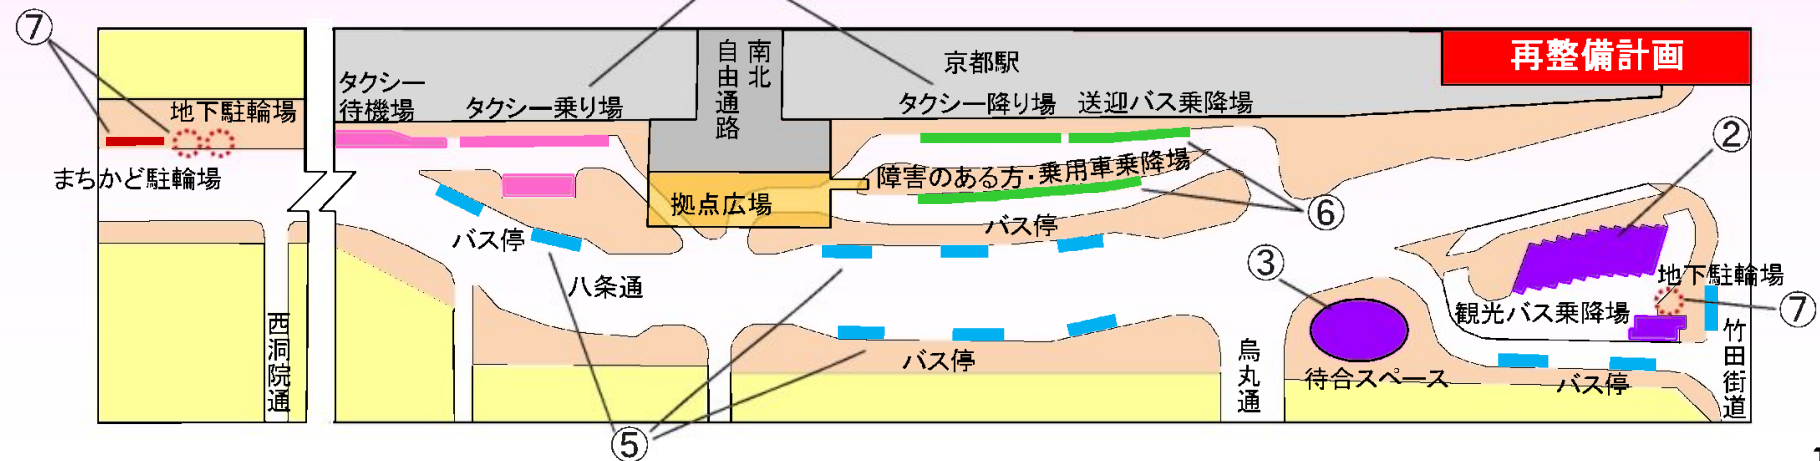 再整備計画
⑦
南北
自由通路
京都駅
タクシー
待機場
タクシー乗り場
タクシー降り場
送迎バス乗降場
地下駐輪場
②
まちかど駐輪場
障害のある方・乗用車乗降場
拠点広場
⑥
バス停
バス停
③
地下駐輪場
八条通
観光バス乗降場
⑦
西洞院通
バス停
烏丸通
待合スペース
バス停
竹田街道
⑤